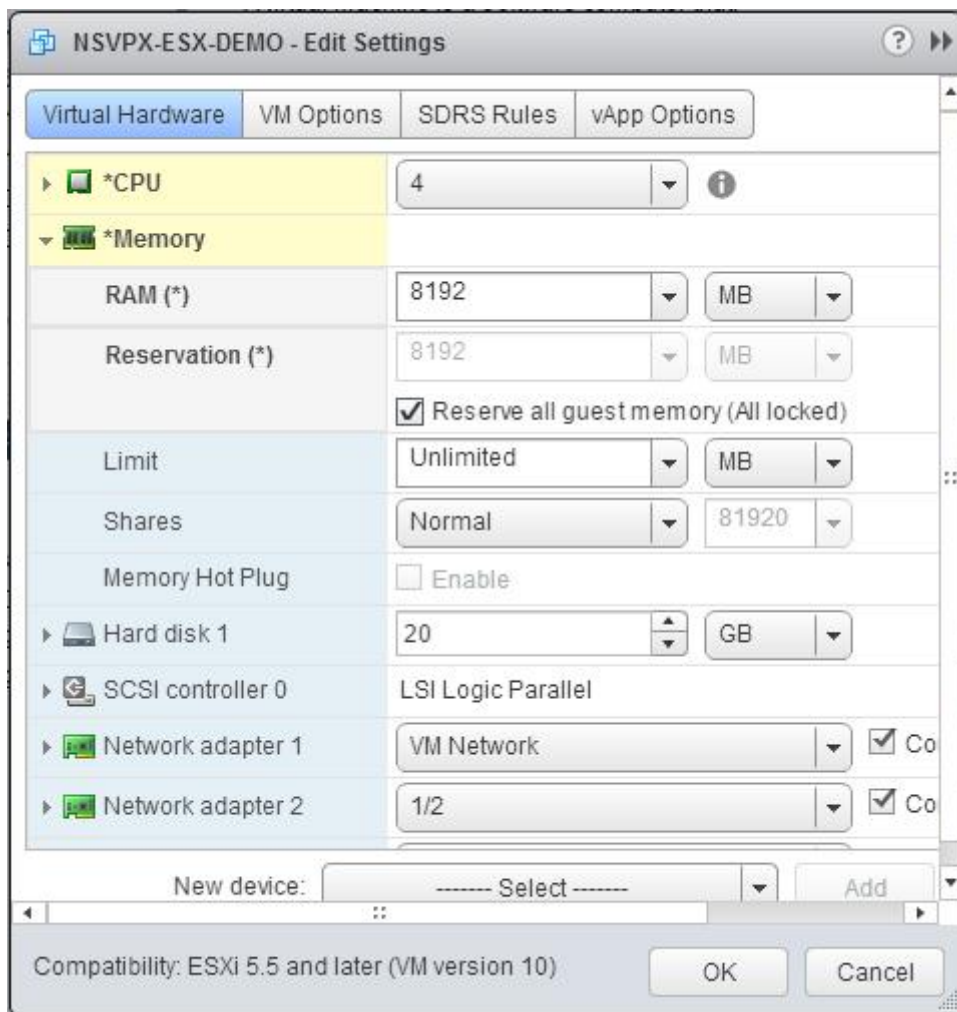 NSVPX-ESX-DEMO - Edit Settings ?
Virtual Hardware VM Options SDRS Rules vApp Options
*CPU 4
*Memory
RAM (*) 8192 MB
Reservation (*) 8192 MB
Reserve all guest memory (All locked)
Limit Unlimited MB
Shares Normal 81920
Memory Hot Plug Enable
Hard disk 1 20 GB
SCSI controller 0 LSI Logic Parallel
Network adapter 1 VM Network Co
Network adapter 2 1/2 Co
New device: ------- Select ------- Add
Compatibility: ESXi 5.5 and later (VM version 10) OK Cancel